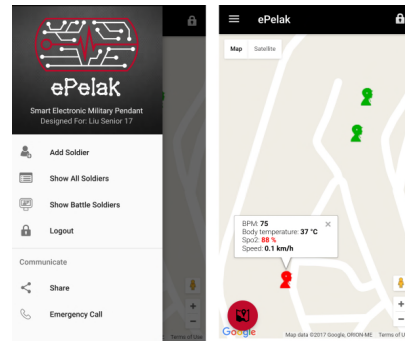 ePelak
Smart Electronic Military Pendant
Designed For: Liu Senior 17
Add Soldier
Show All Soldiers
Show Battle Soldiers
Logout
Communicate
Share
Emergency Call
Terms of Use
ePelak
Map Satellite
BPM: 75
Body temperature: 37 °C
Spo2: 88 %
Speed: 0.1 km/h
Google
Map data ©2017 Google, ORION-ME Terms of U